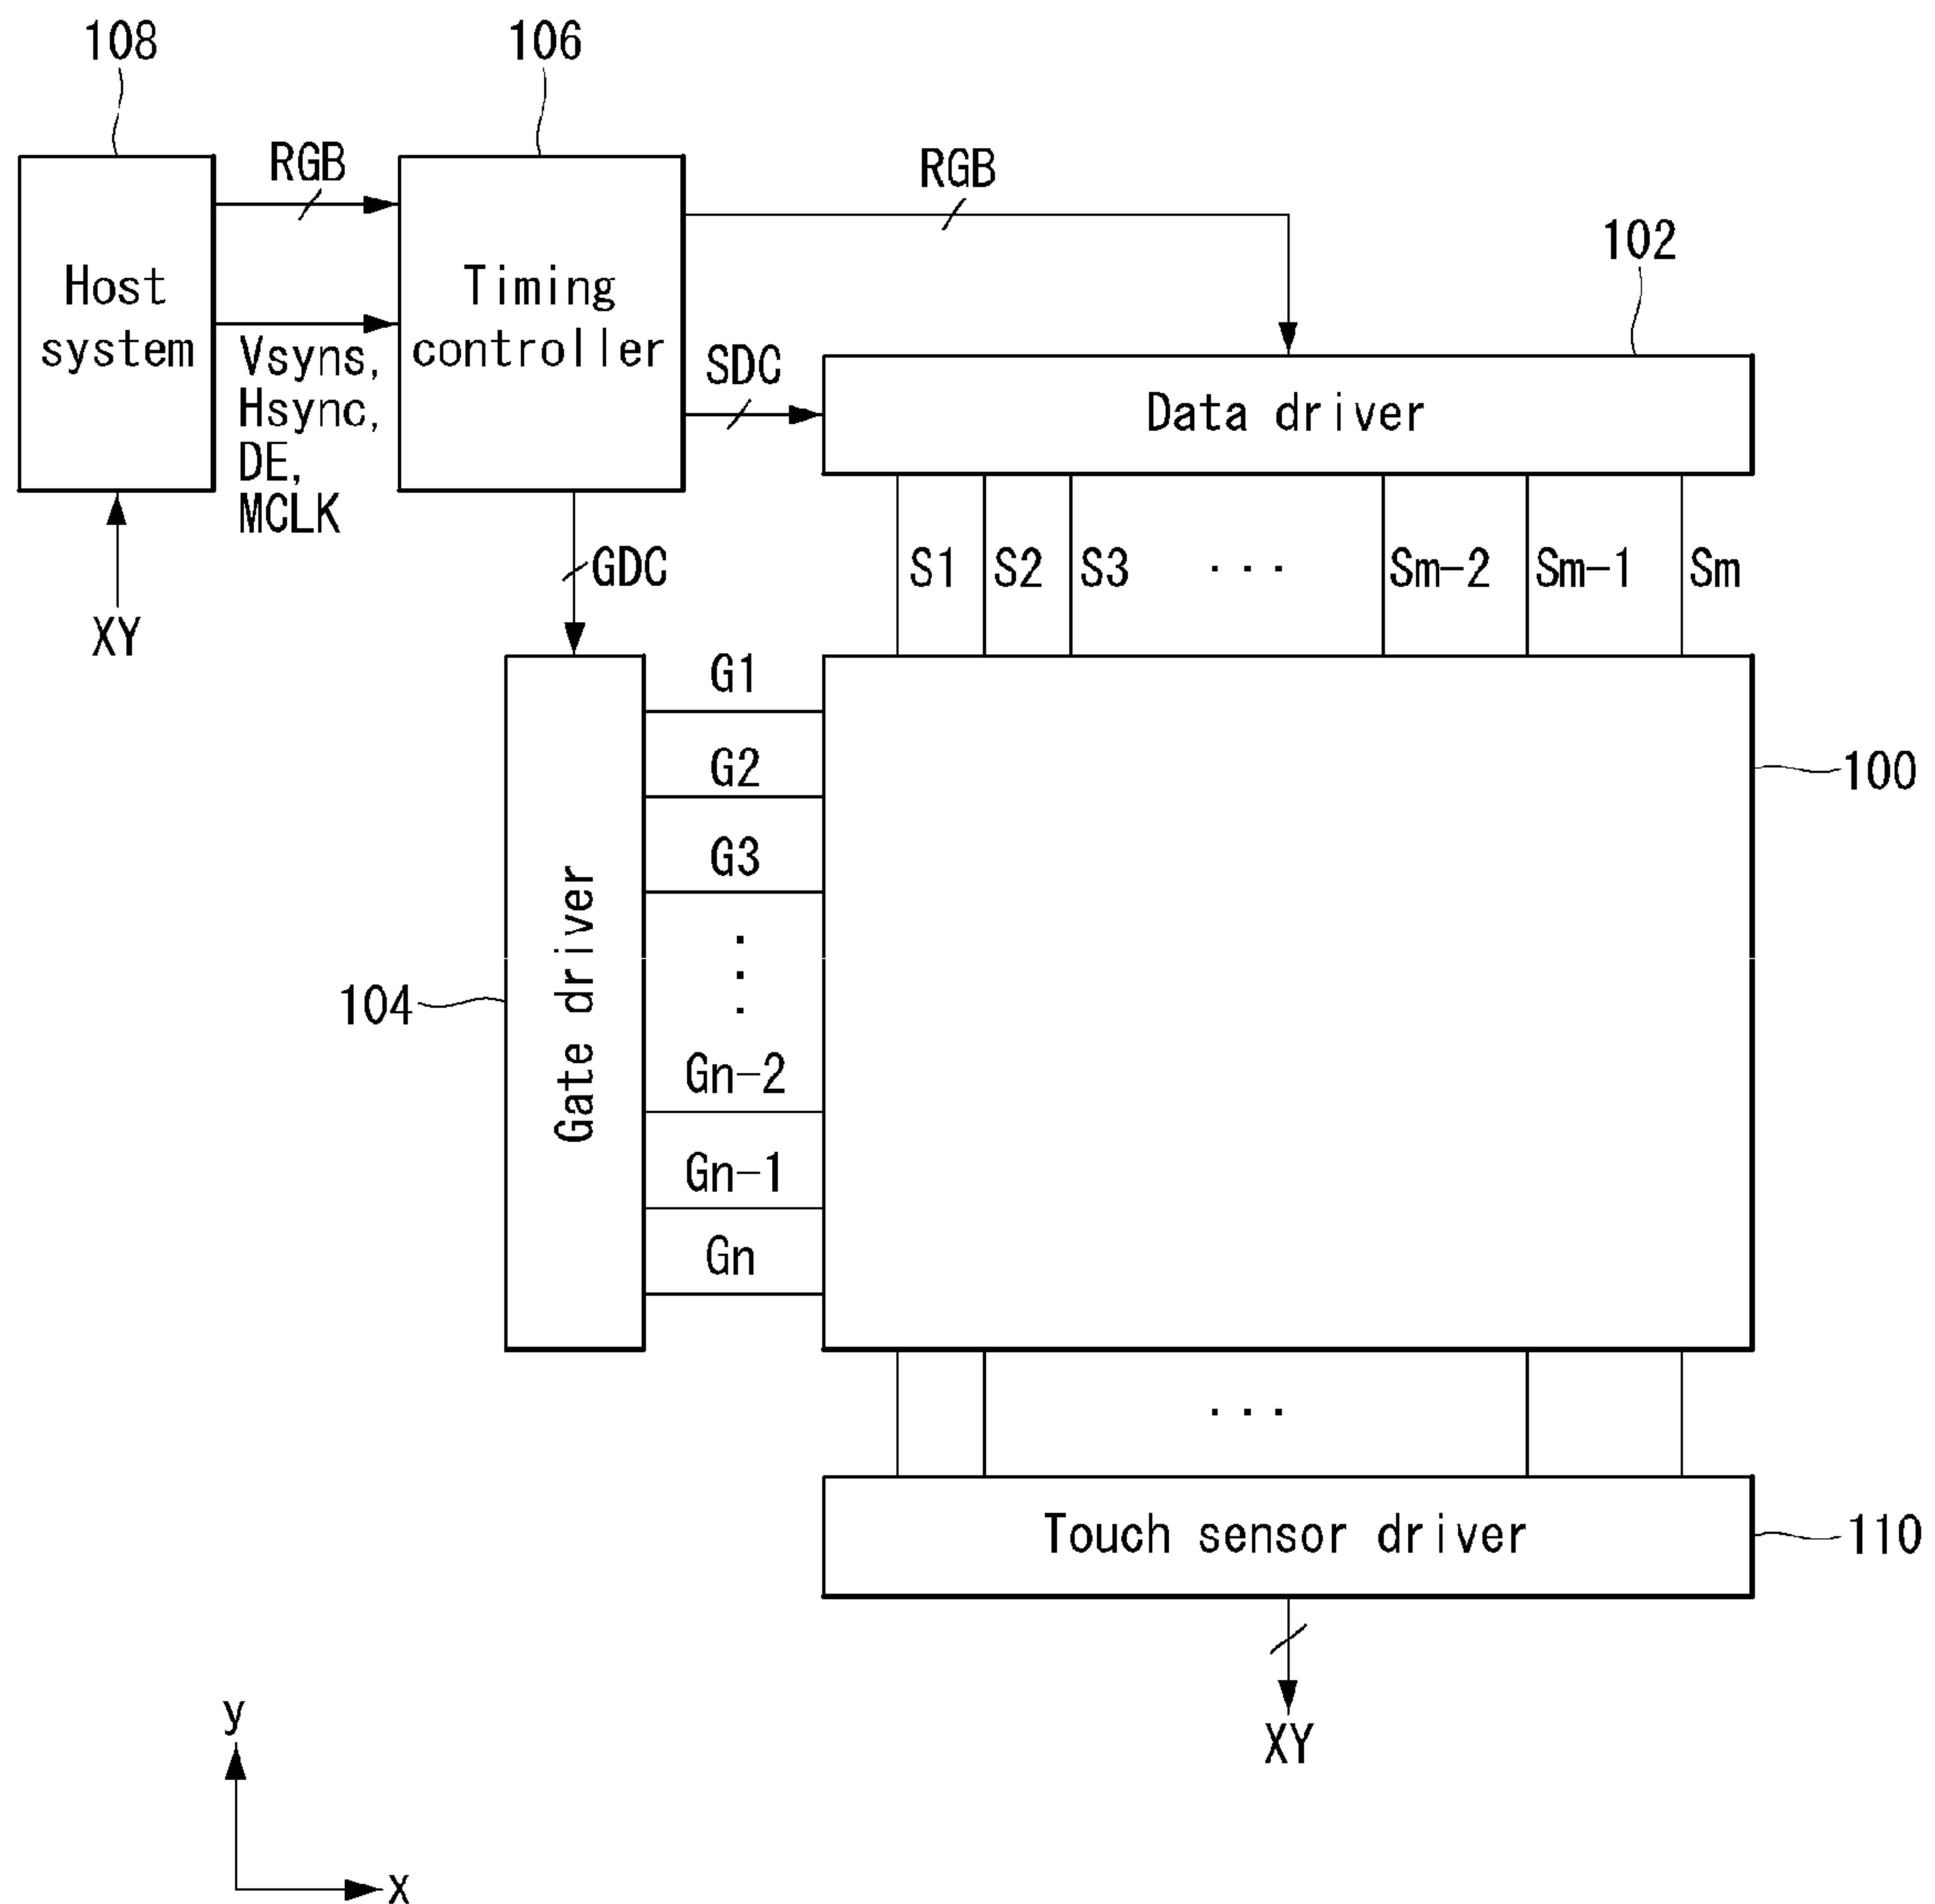 108
106
RGB
RGB
102
Host
system
Timing
controller
Vsyns,
Hsync,
DE,
MCLK
SDC
Data driver
S1 S2 S3 ... Sm-2 Sm-1 Sm
GDC
XY
G1
G2
G3
100
Gate driver
104
Gn-2
Gn-1
Gn
...
Touch sensor driver
110
XY
y
x